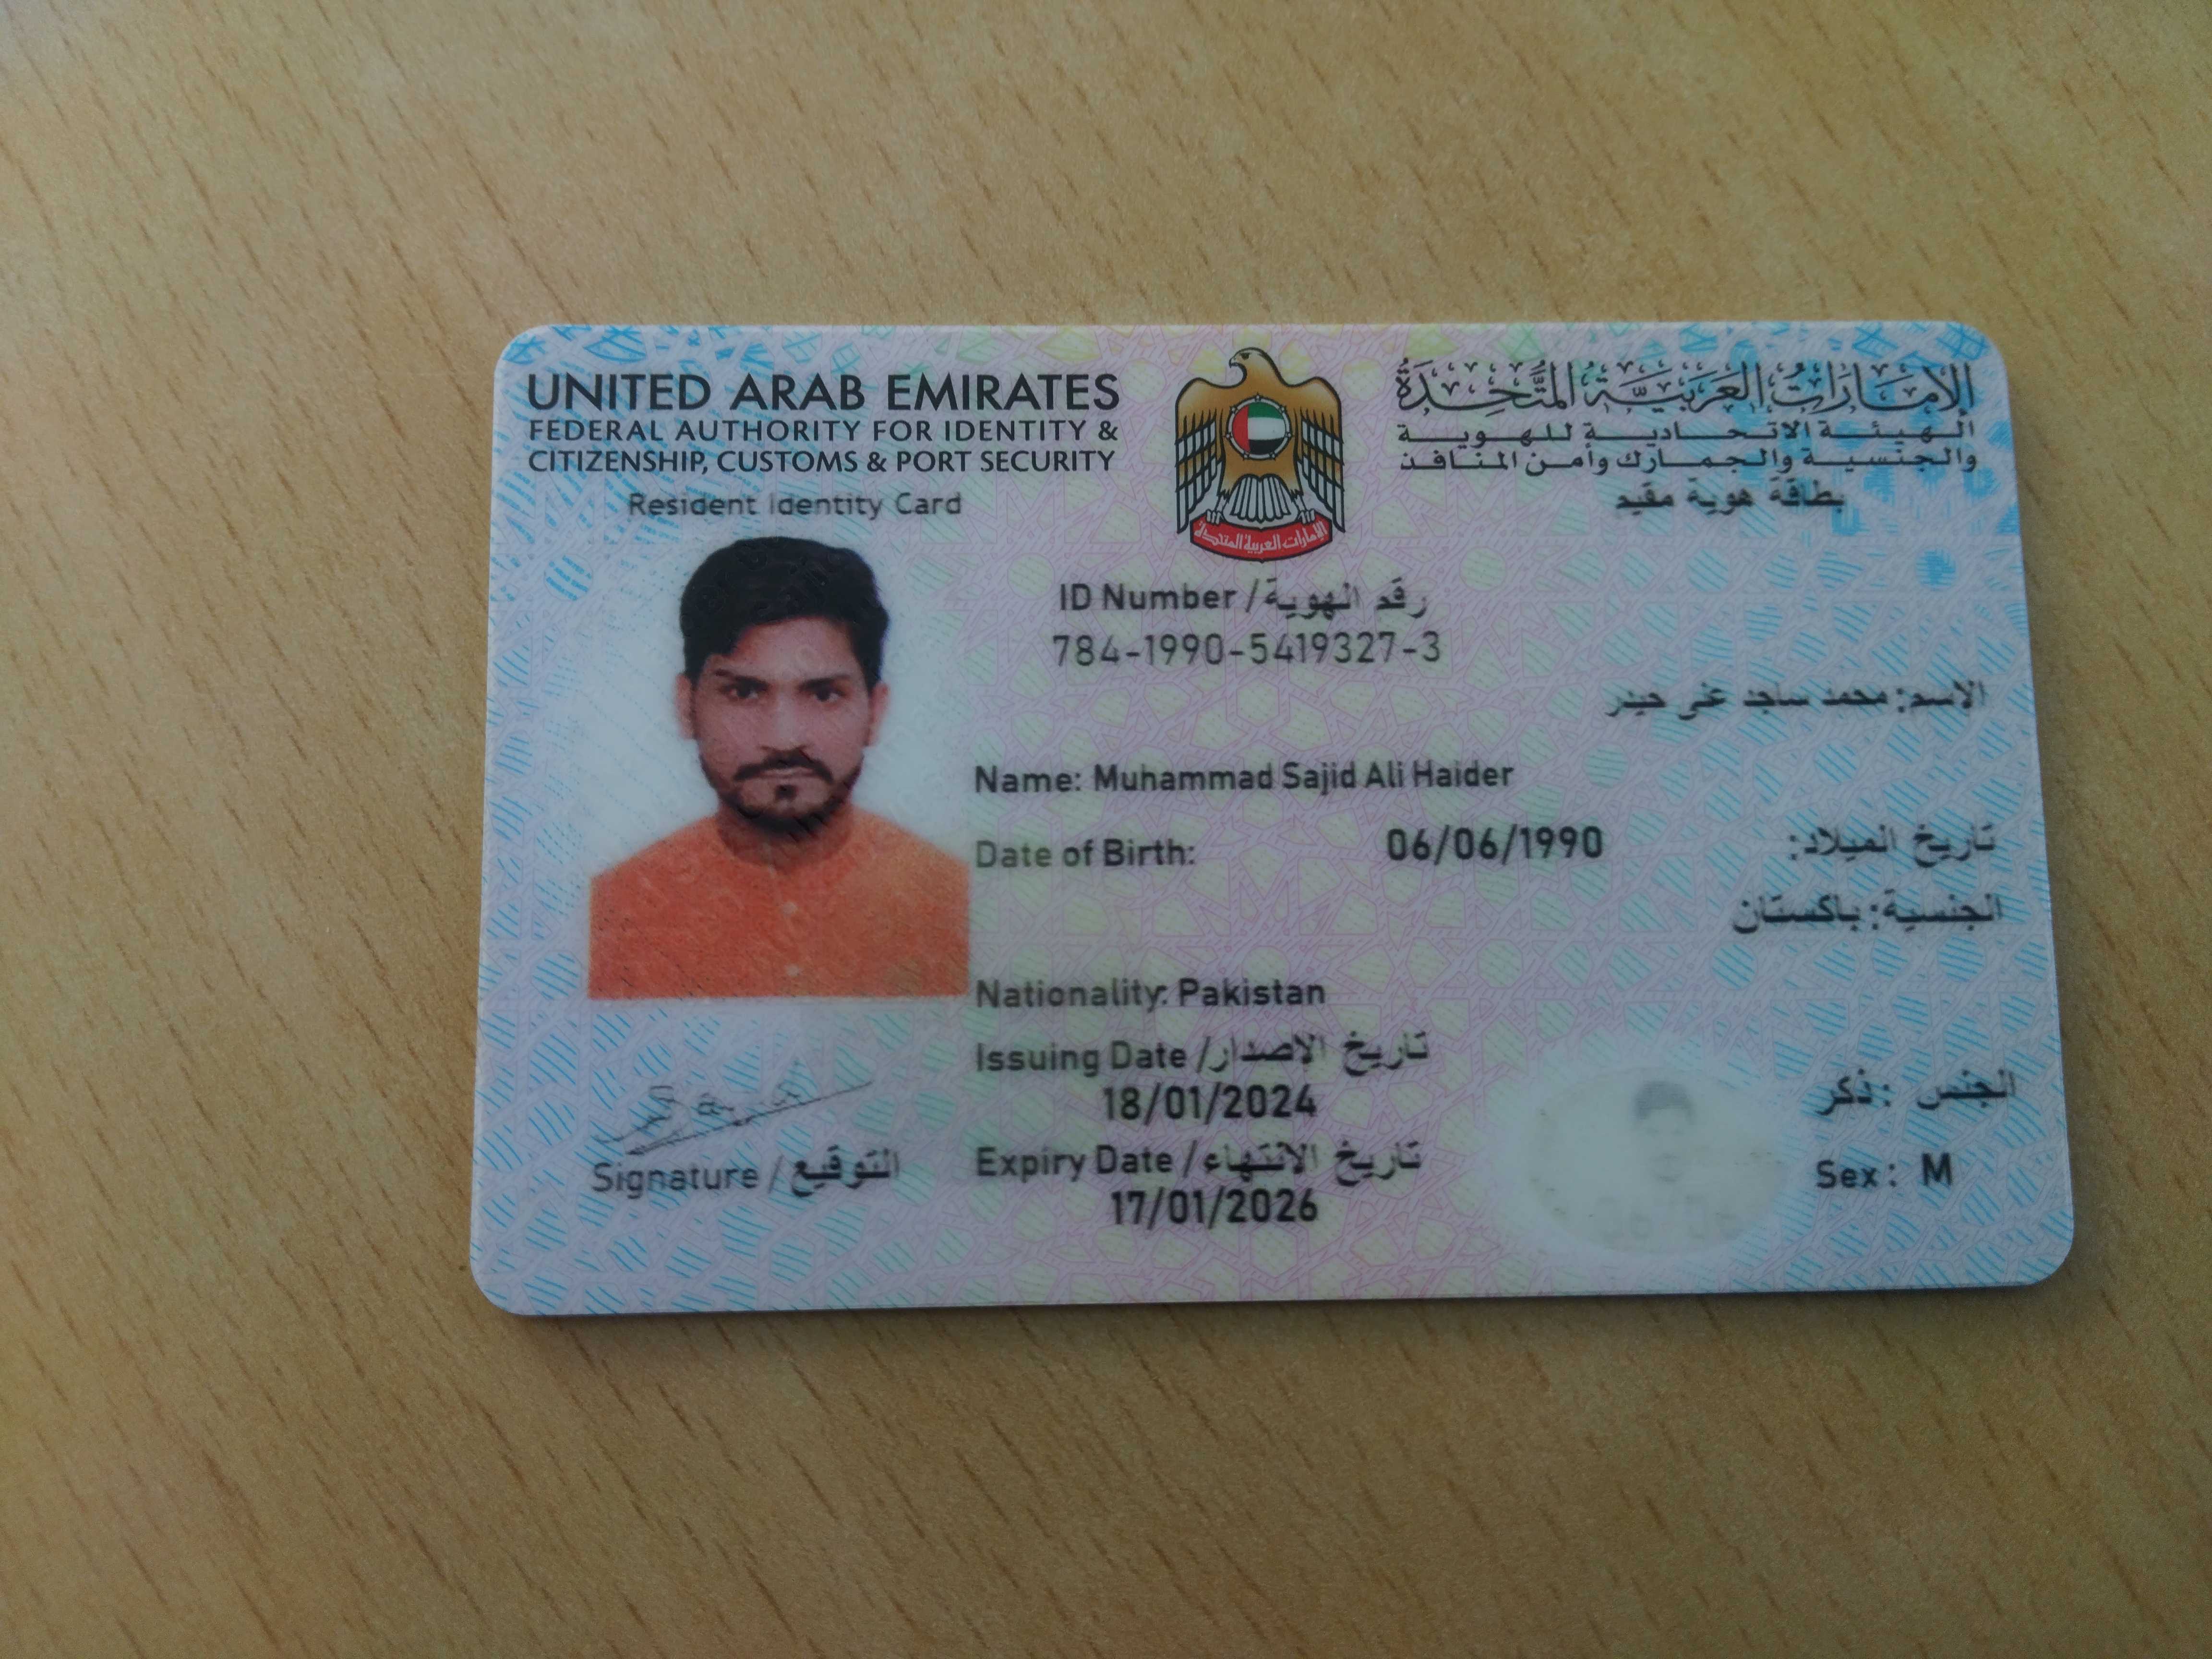 UNITED ARAB EMIRATES
FEDERAL AUTHORITY FOR IDENTITY &
CITIZENSHIP, CUSTOMS & PORT SECURITY
Resident Identity Card
الإمارات العربية المتحدة
الامارات العربية المتحدة
الهيئة الاتحادية للهوية
والجنسية والجمارك وأمن المنافذ
بطاقة هوية مقيم
ID Number / رقم الهوية
784-1990-5419327-3
الاسم: محمد ساجد على حيدر
Name: Muhammad Sajid Ali Haider
Date of Birth: 06/06/1990 تاريخ الميلاد:
الجنسية: باكستان
Nationality: Pakistan
Issuing Date / تاريخ الاصدار
18/01/2024
Expiry Date / تاريخ الانتهاء
17/01/2026
الجنس : ذكر
Sex: M
Signature / التوقيع